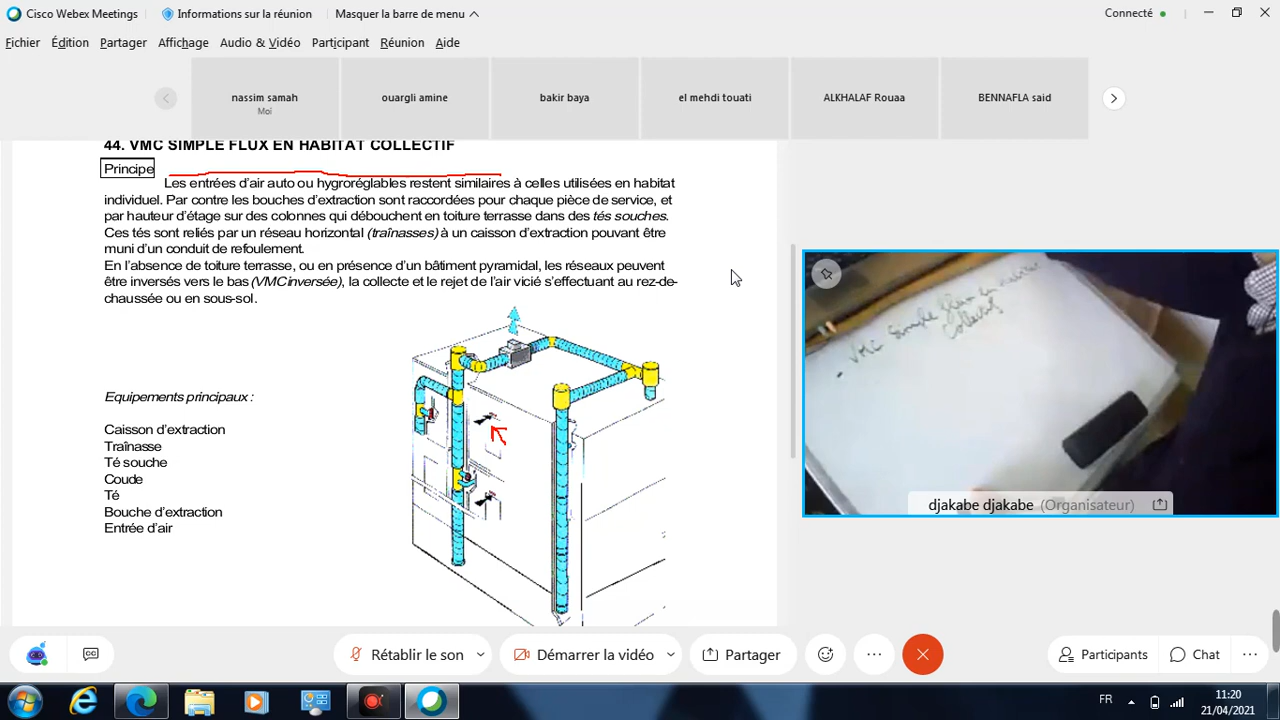 Cisco Webex Meetings
Informations sur la réunion
Masquer la barre de menu
Connecté
Fichier
Édition
Partager
Affichage
Audio & Vidéo
Participant
Réunion
Aide
nassim samah
Moi
ouargli amine
bakir baya
el mehdi touati
ALKHALAF Rouaa
BENNAFLA said
44. VMC SIMPLE FLUX EN HABITAT COLLECTIF
Principe
Les entrées d'air auto ou hygroréglables restent similaires à celles utilisées en habitat
individuel. Par contre les bouches d'extraction sont raccordées pour chaque pièce de service, et
par hauteur d'étage sur des colonnes qui débouchent en toiture terrasse dans des tés souches.
Ces tés sont reliés par un réseau horizontal (traînasses) à un caisson d'extraction pouvant être
muni d'un conduit de refoulement.
En l'absence de toiture terrasse, ou en présence d'un bâtiment pyramidal, les réseaux peuvent
être inversés vers le bas (VMC inversée), la collecte et le rejet de l'air vicié s'effectuant au rez-de-
chaussée ou en sous-sol.
Equipements principaux :
Caisson d'extraction
Traînasse
Té souche
Coude
Té
Bouche d'extraction
Entrée d'air
- VMC Simple flux en
collectif
djakabe djakabe (Organisateur)
Rétablir le son
Démarrer la vidéo
Partager
Participants
Chat
CC
FR
11:20
21/04/2021